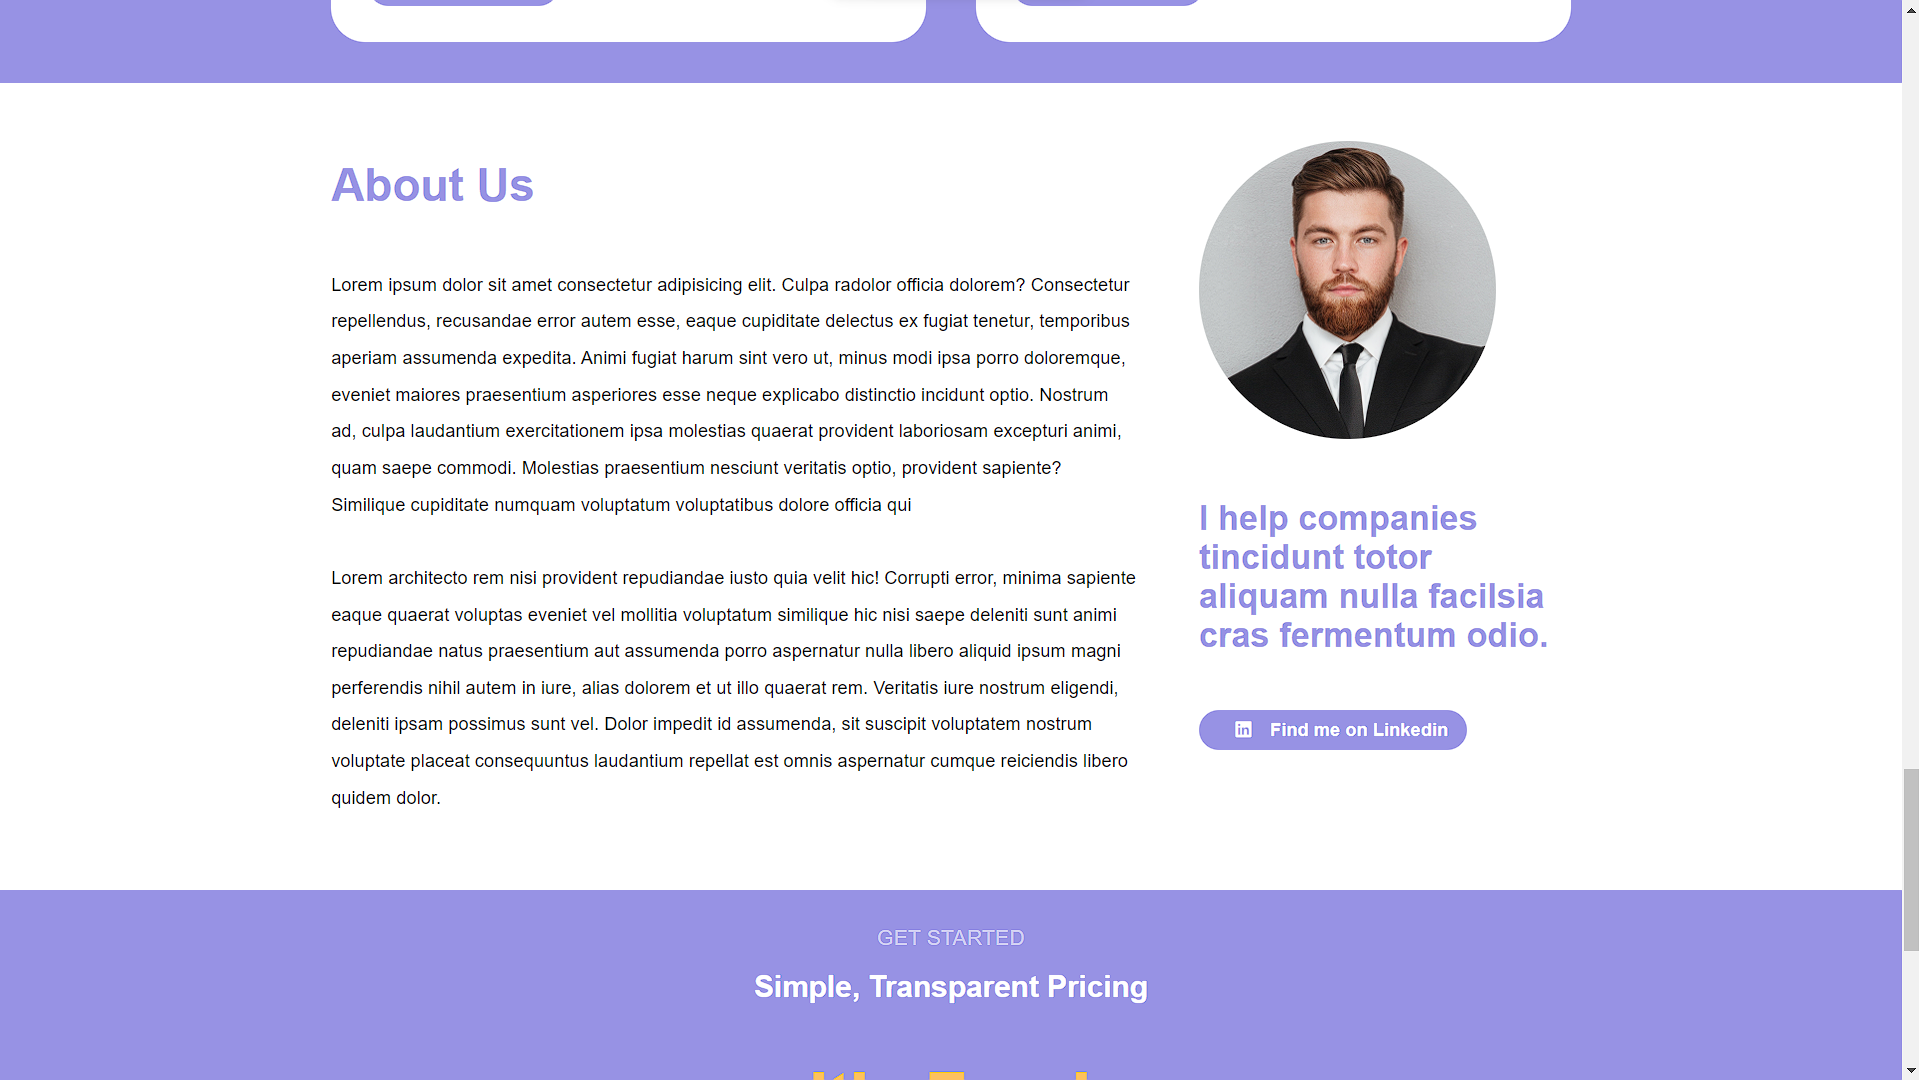 About Us
Lorem ipsum dolor sit amet consectetur adipisicing elit. Culpa radolor officia dolorem? Consectetur
repellendus, recusandae error autem esse, eaque cupiditate delectus ex fugiat tenetur, temporibus
aperiam assumenda expedita. Animi fugiat harum sint vero ut, minus modi ipsa porro doloremque,
eveniet maiores praesentium asperiores esse neque explicabo distinctio incidunt optio. Nostrum
ad, culpa laudantium exercitationem ipsa molestias quaerat provident laboriosam excepturi animi,
quam saepe commodi. Molestias praesentium nesciunt veritatis optio, provident sapiente?
Similique cupiditate numquam voluptatum voluptatibus dolore officia qui
Lorem architecto rem nisi provident repudiandae iusto quia velit hic! Corrupti error, minima sapiente
eaque quaerat voluptas eveniet vel mollitia voluptatum similique hic nisi saepe deleniti sunt animi
repudiandae natus praesentium aut assumenda porro aspernatur nulla libero aliquid ipsum magni
perferendis nihil autem in iure, alias dolorem et ut illo quaerat rem. Veritatis iure nostrum eligendi,
deleniti ipsam possimus sunt vel. Dolor impedit id assumenda, sit suscipit voluptatem nostrum
voluptate placeat consequuntus laudantium repellat est omnis aspernatur cumque reiciendis libero
quidem dolor.
I help companies
tincidunt totor
aliquam nulla facilsia
cras fermentum odio.
in Find me on Linkedin
GET STARTED
Simple, Transparent Pricing